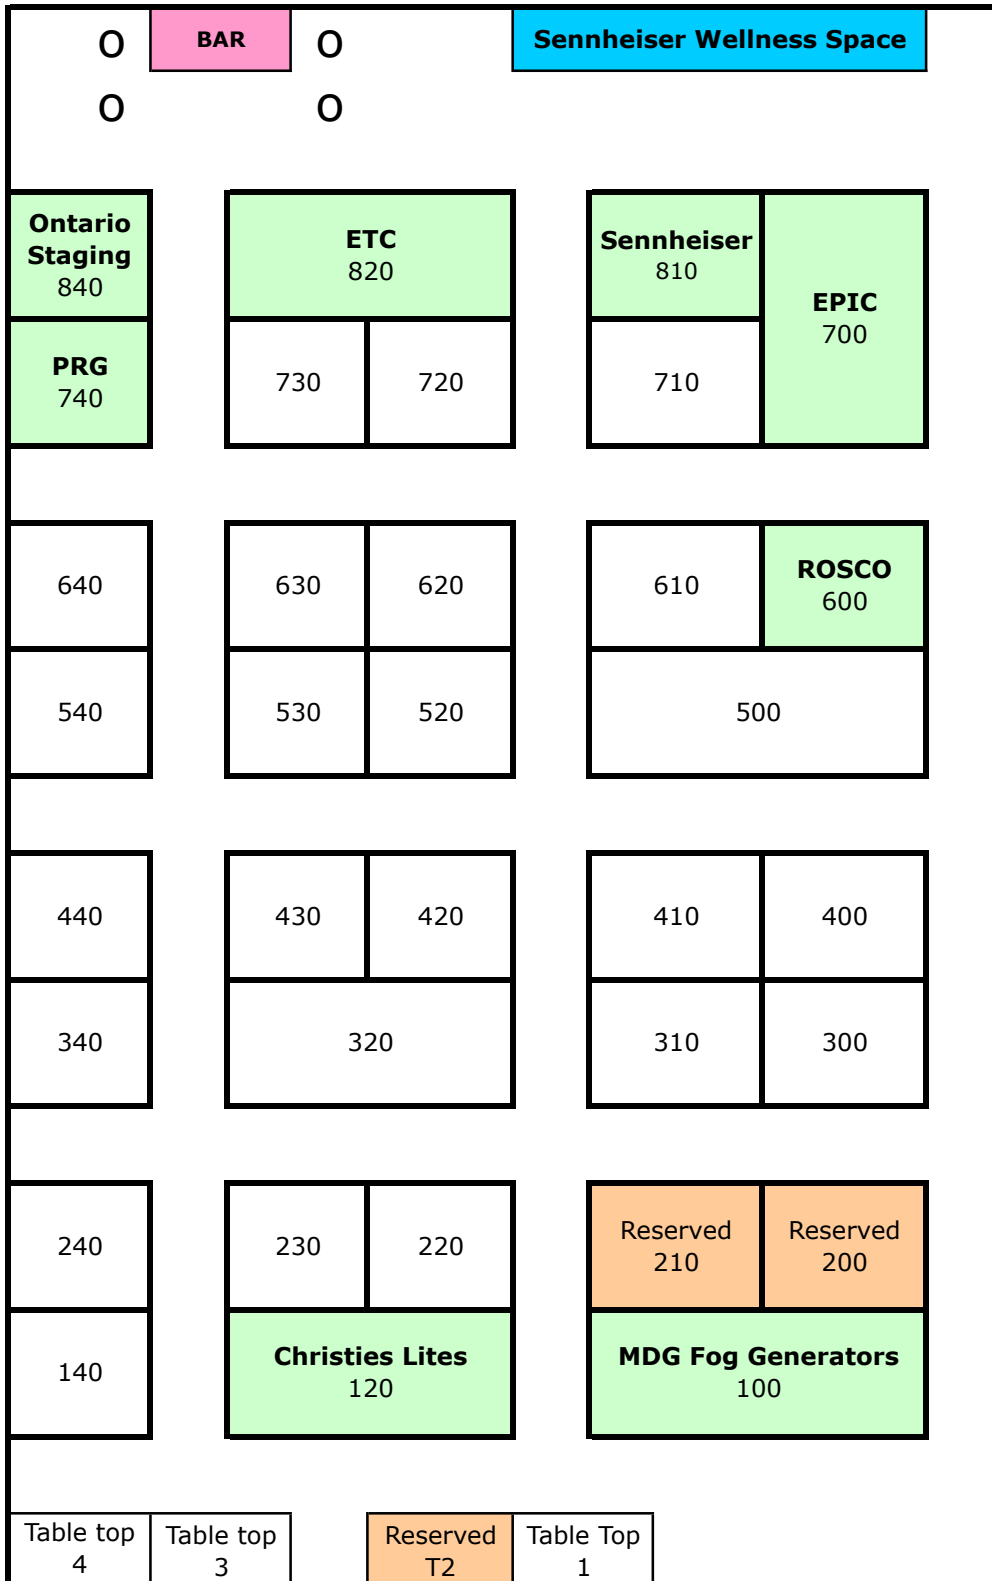 O BAR O Sennheiser Wellness Space
O O
Ontario
Staging
840
ETC
820
Sennheiser
810
EPIC
700
PRG
740
730 720 710
640 630 620 610
ROSCO
600
540 530 520 500
440 430 420 410 400
340 320 310 300
240 230 220
Reserved
210
Reserved
200
140
Christies Lites
120
MDG Fog Generators
100
Table top
4
Table top
3
Reserved
T2
Table Top
1